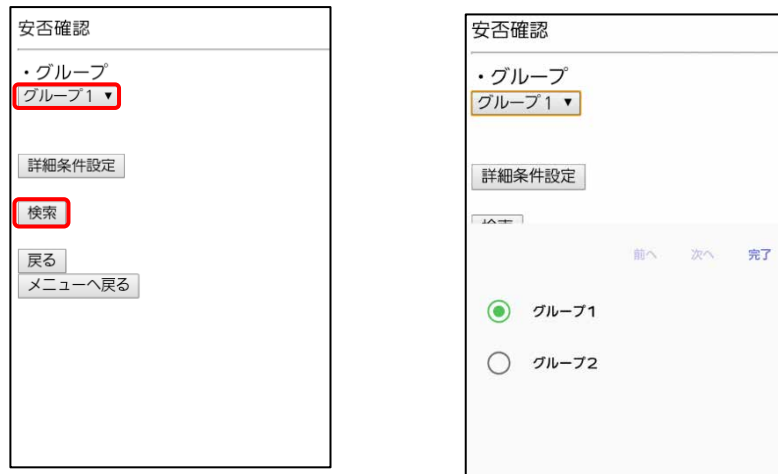 安否確認
・グループ
グループ1 ▼
詳細条件設定
検索
戻る
メニューへ戻る
安否確認
・グループ
グループ1 ▼
詳細条件設定
検索
前へ 次へ 完了
グループ1
グループ2